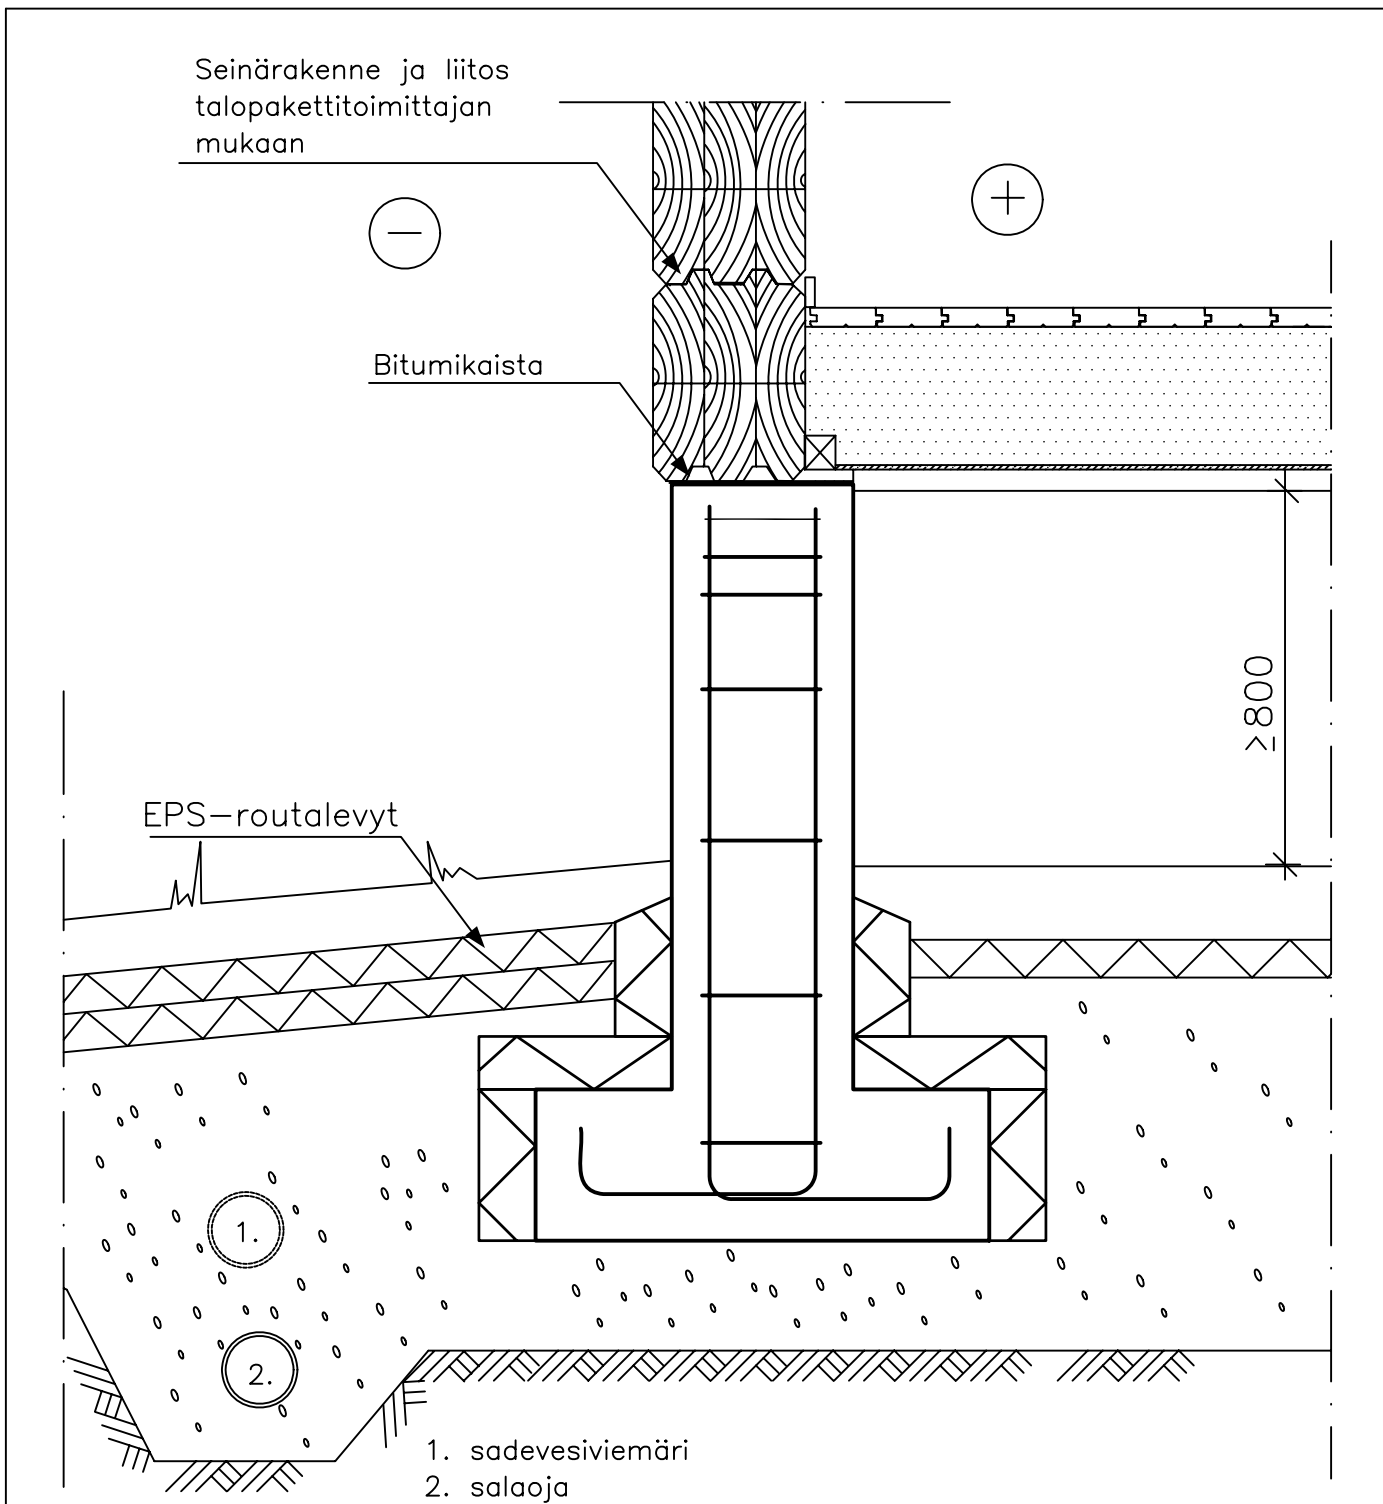 Seinärakenne ja liitos
talopakettitoimittajan
mukaan
Bitumikaista
≥800
EPS-routalevyt
1.
2.
1. sadevesiviemäri
2. salaoja